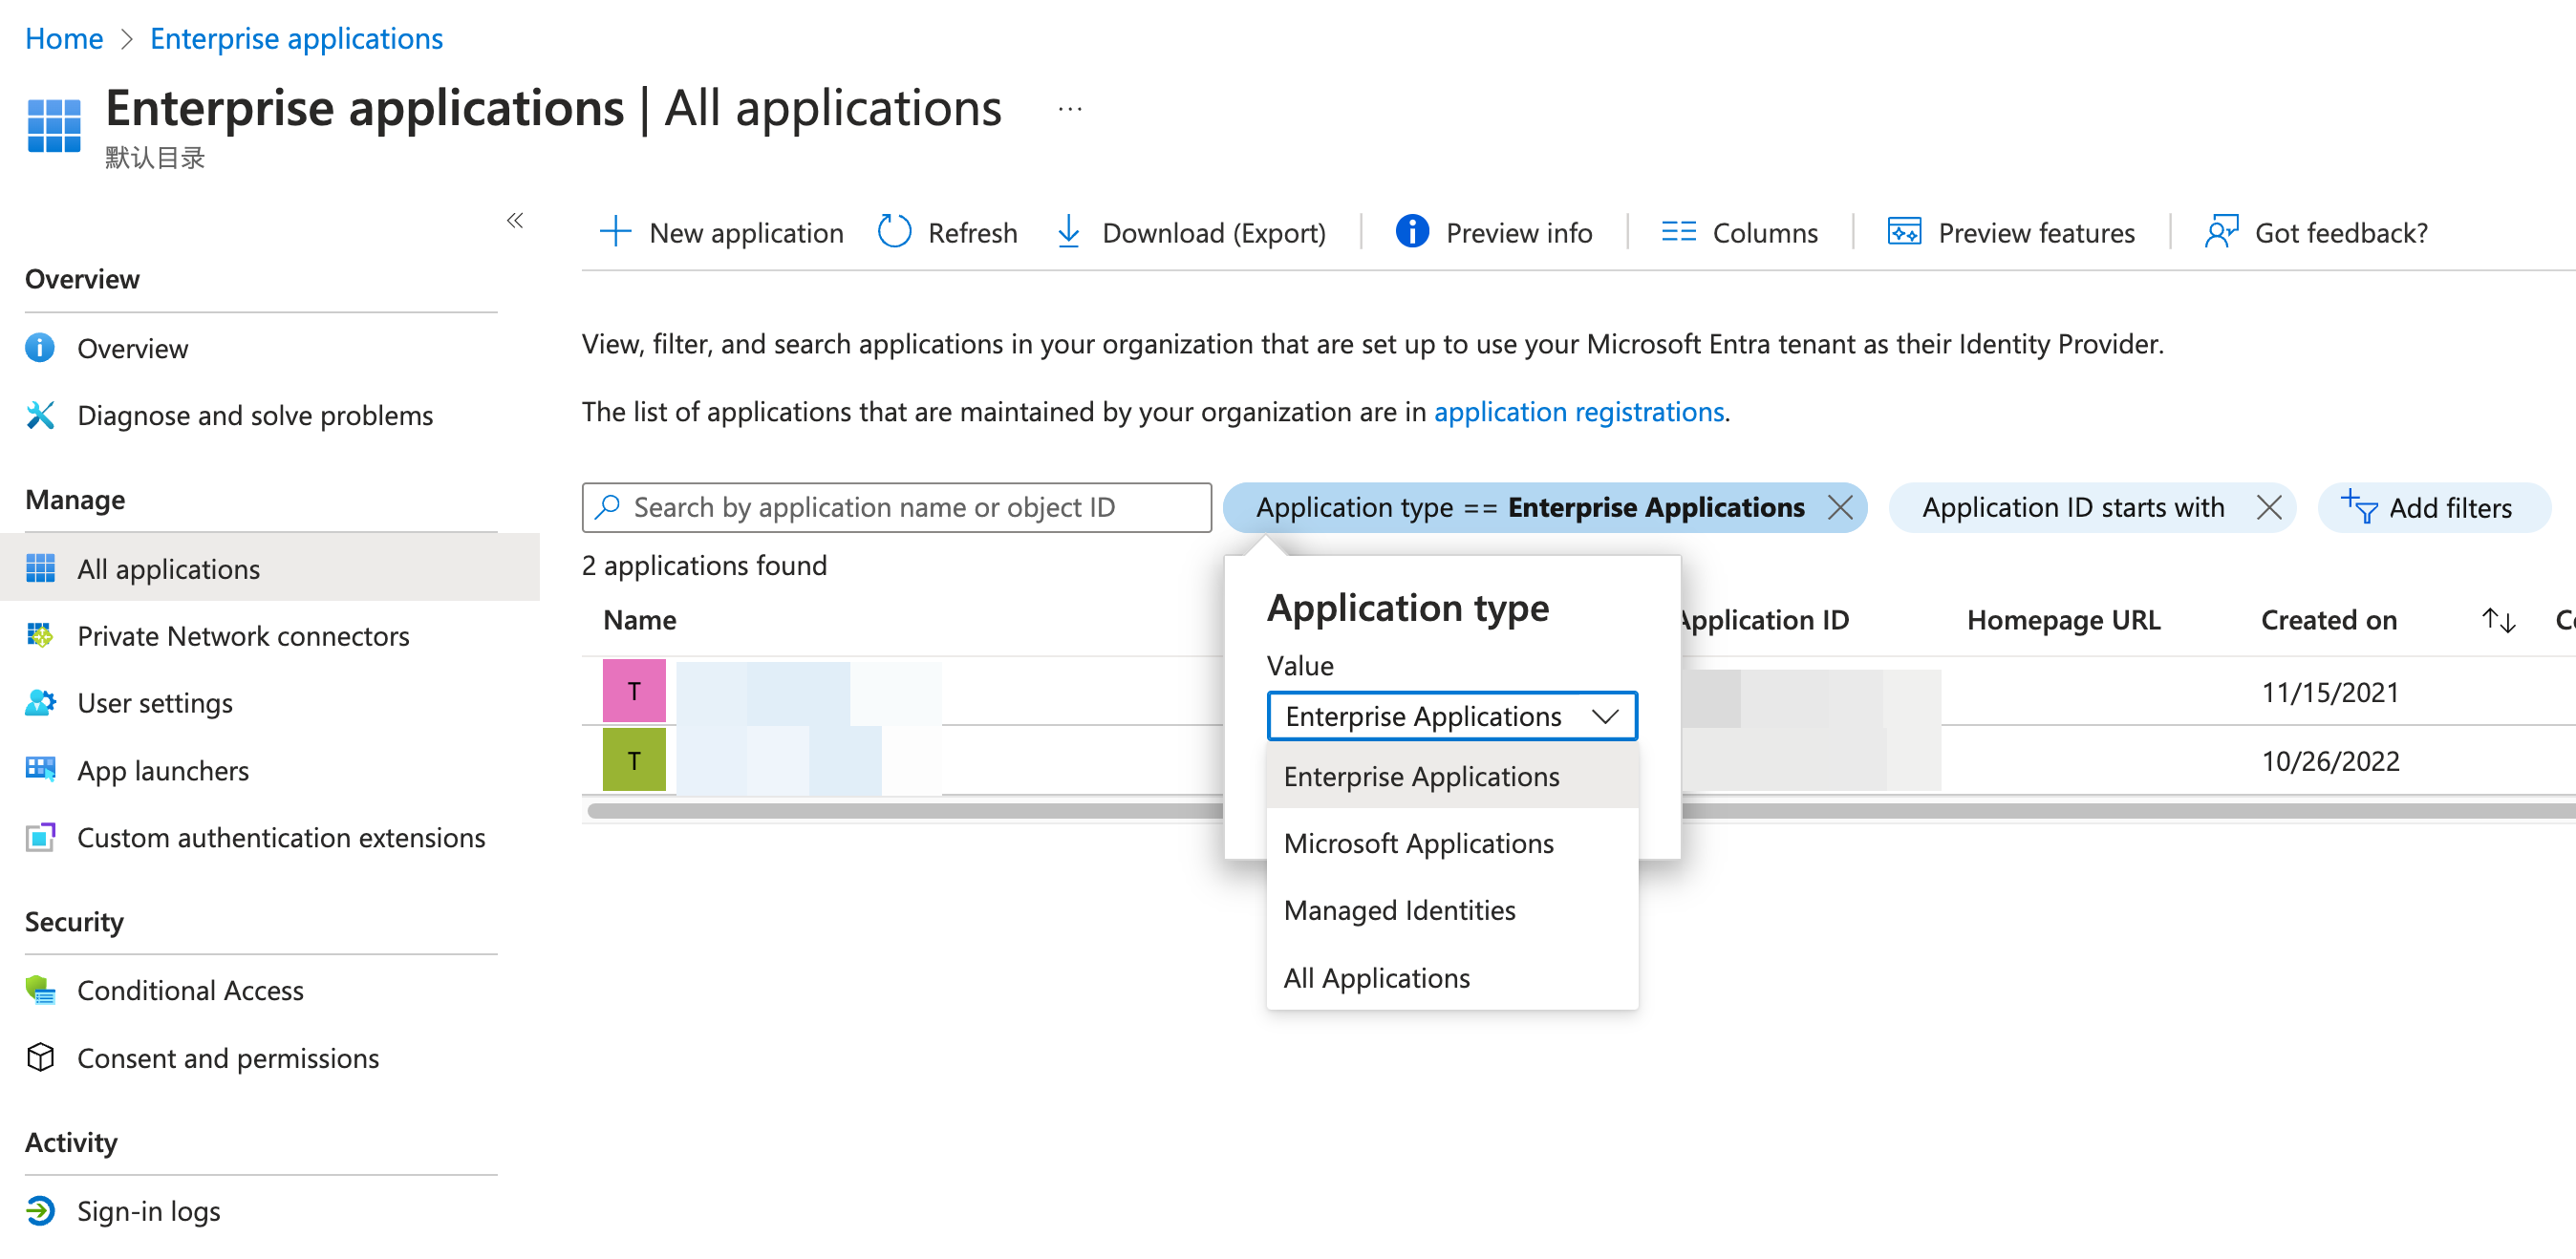 Home > Enterprise applications
Enterprise applications | All applications ...
默认目录
«
Overview
Overview
Diagnose and solve problems
Manage
All applications
Private Network connectors
User settings
App launchers
Custom authentication extensions
Security
Conditional Access
Consent and permissions
Activity
Sign-in logs
New application Refresh Download (Export) Preview info Columns Preview features Got feedback?
View, filter, and search applications in your organization that are set up to use your Microsoft Entra tenant as their Identity Provider.
The list of applications that are maintained by your organization are in application registrations.
Search by application name or object ID Application type == Enterprise Applications Application ID starts with Add filters
2 applications found
Name Application ID Homepage URL Created on
T 11/15/2021
T 10/26/2022
Application type
Value
Enterprise Applications
Enterprise Applications
Microsoft Applications
Managed Identities
All Applications